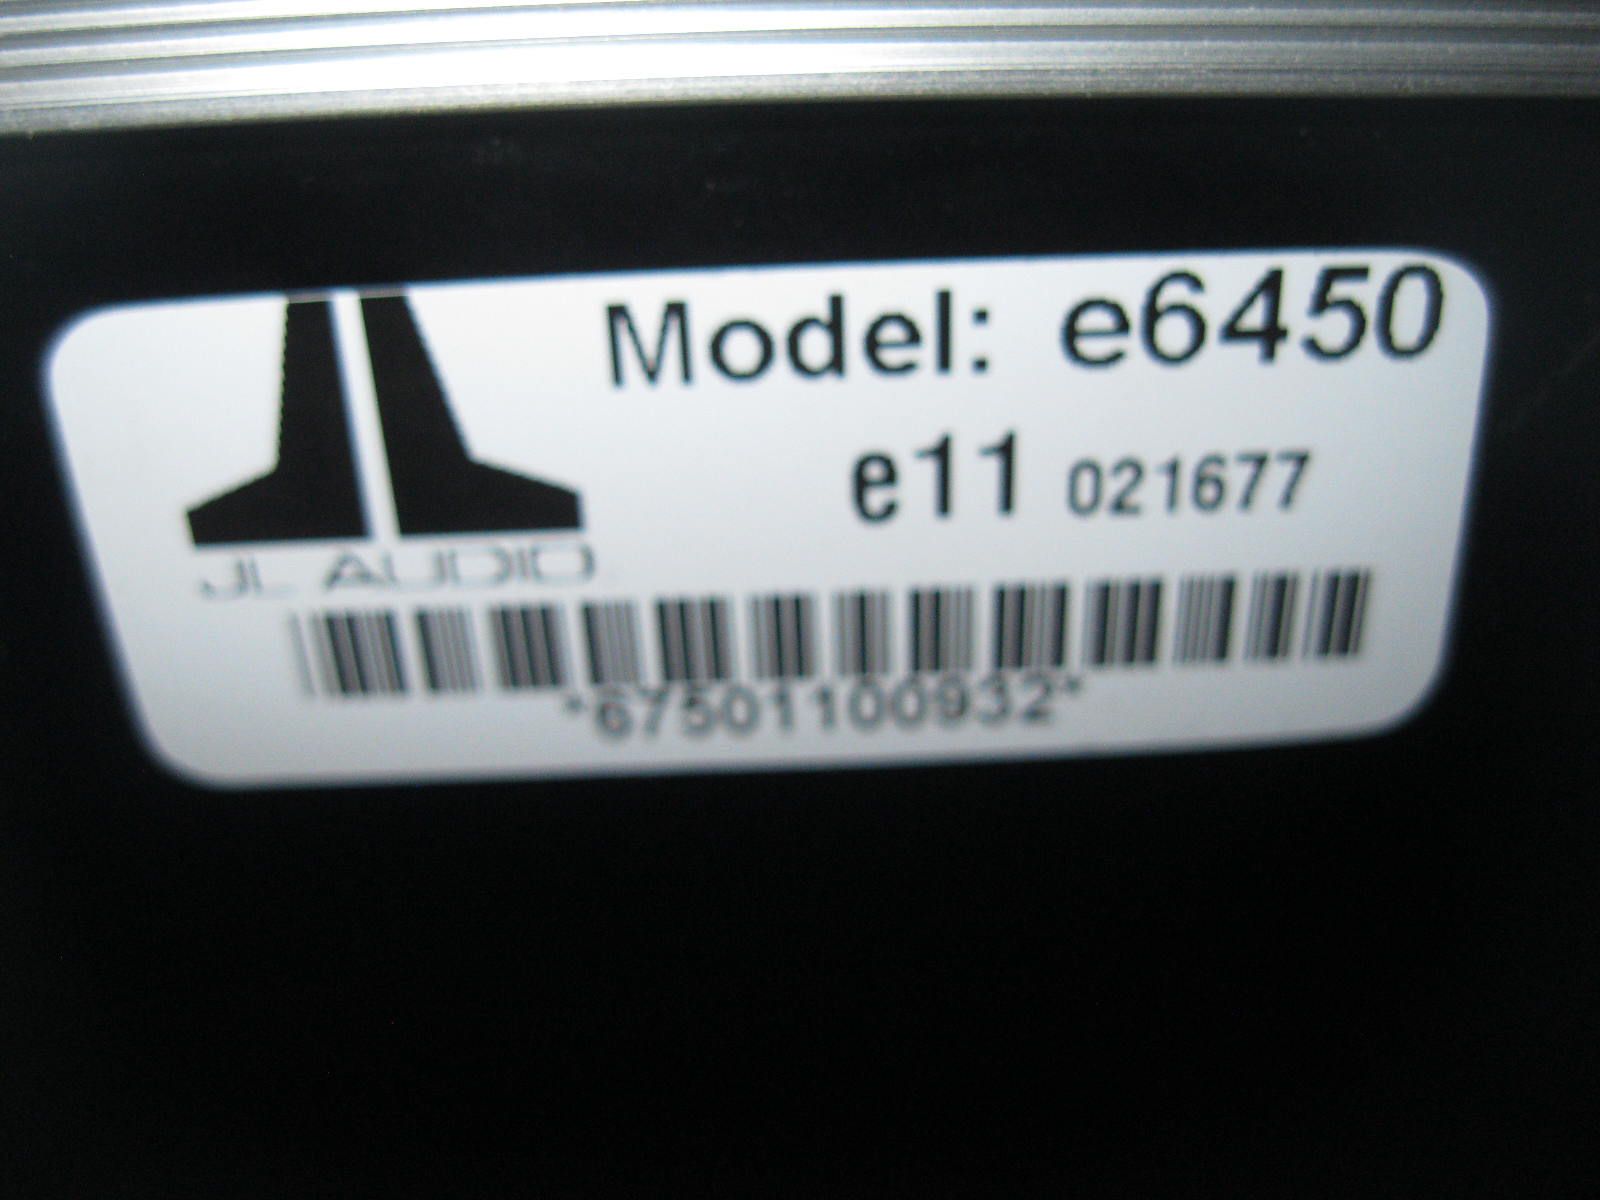 Model: e6450
e11 021677
JL AUDIO
*67501100932*